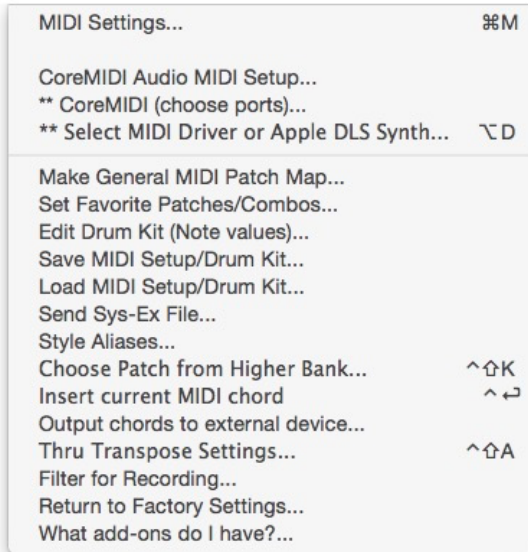 MIDI Settings... ⌘M
CoreMIDI Audio MIDI Setup...
** CoreMIDI (choose ports)...
** Select MIDI Driver or Apple DLS Synth... ⌥D
Make General MIDI Patch Map...
Set Favorite Patches/Combos...
Edit Drum Kit (Note values)...
Save MIDI Setup/Drum Kit...
Load MIDI Setup/Drum Kit...
Send Sys-Ex File...
Style Aliases...
Choose Patch from Higher Bank... ^⇧K
Insert current MIDI chord ^↩
Output chords to external device...
Thru Transpose Settings... ^⇧A
Filter for Recording...
Return to Factory Settings...
What add-ons do I have?...